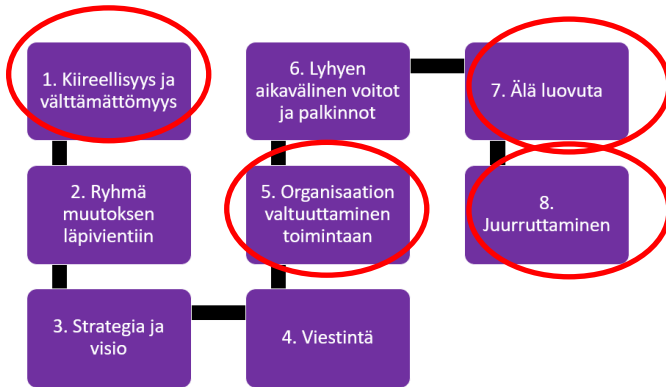 1. Kiireellisyys ja
välttämättömyys
2. Ryhmä
muutoksen
läpivientiin
3. Strategia ja
visio
4. Viestintä
5. Organisaation
valtuuttaminen
toimintaan
6. Lyhyen
aikavälinen voitot
ja palkinnot
7. Älä luovuta
8.
Juurruttaminen